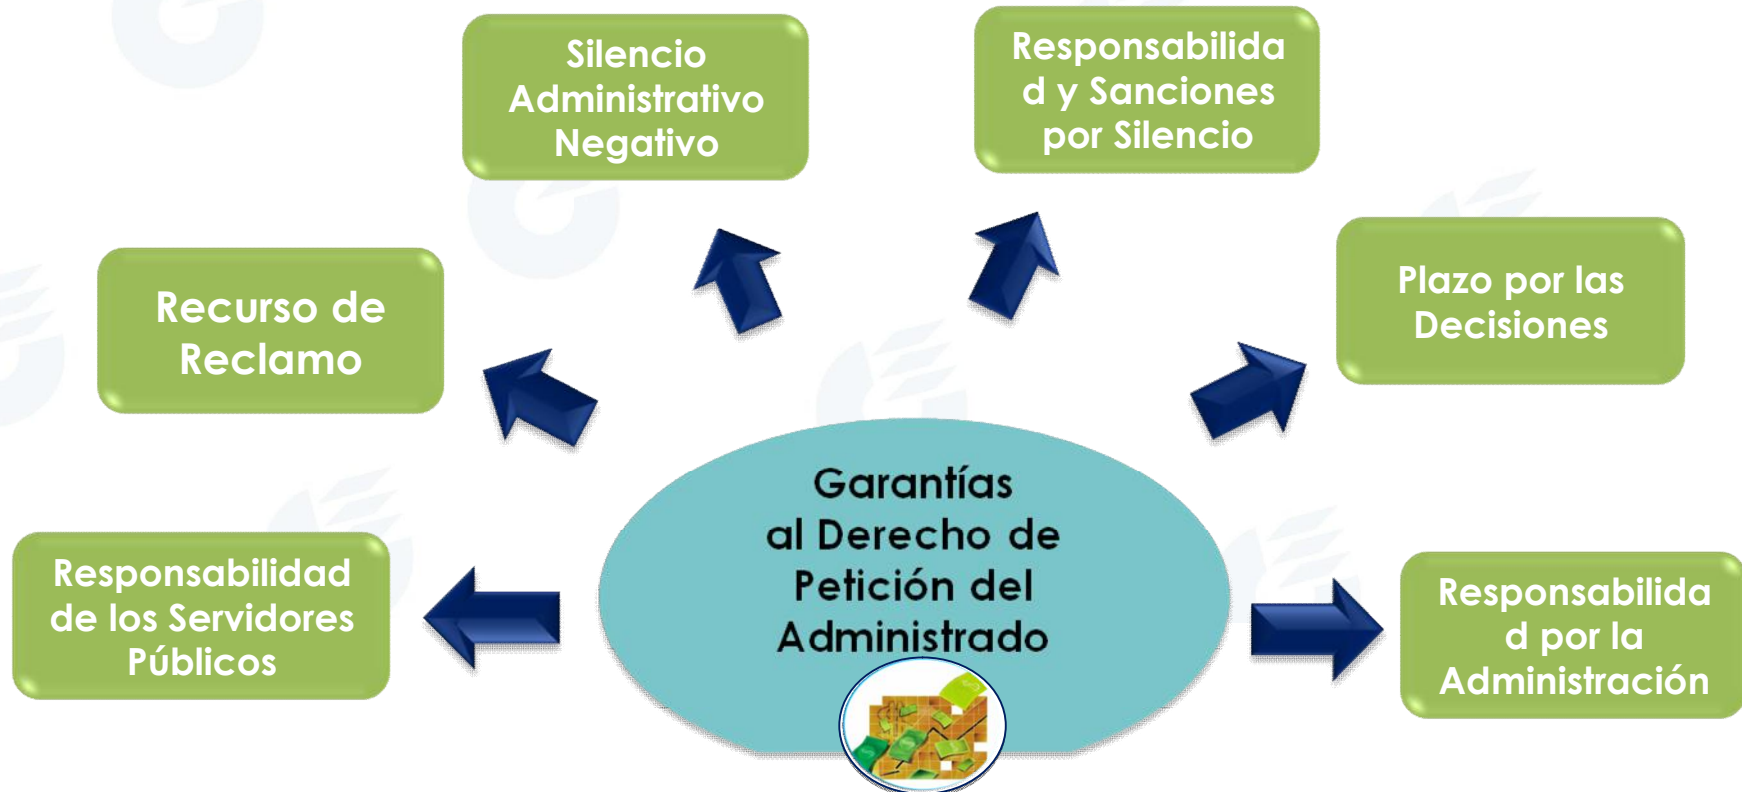 Silencio
Administrativo
Negativo
Responsabilida
d y Sanciones
por Silencio
Recurso de
Reclamo
Plazo por las
Decisiones
Garantías
al Derecho de
Petición del
Administrado
Responsabilidad
de los Servidores
Públicos
Responsabilida
d por la
Administración